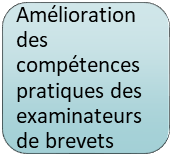 Amélioration
des
compétences
pratiques des
examinateurs
de brevets